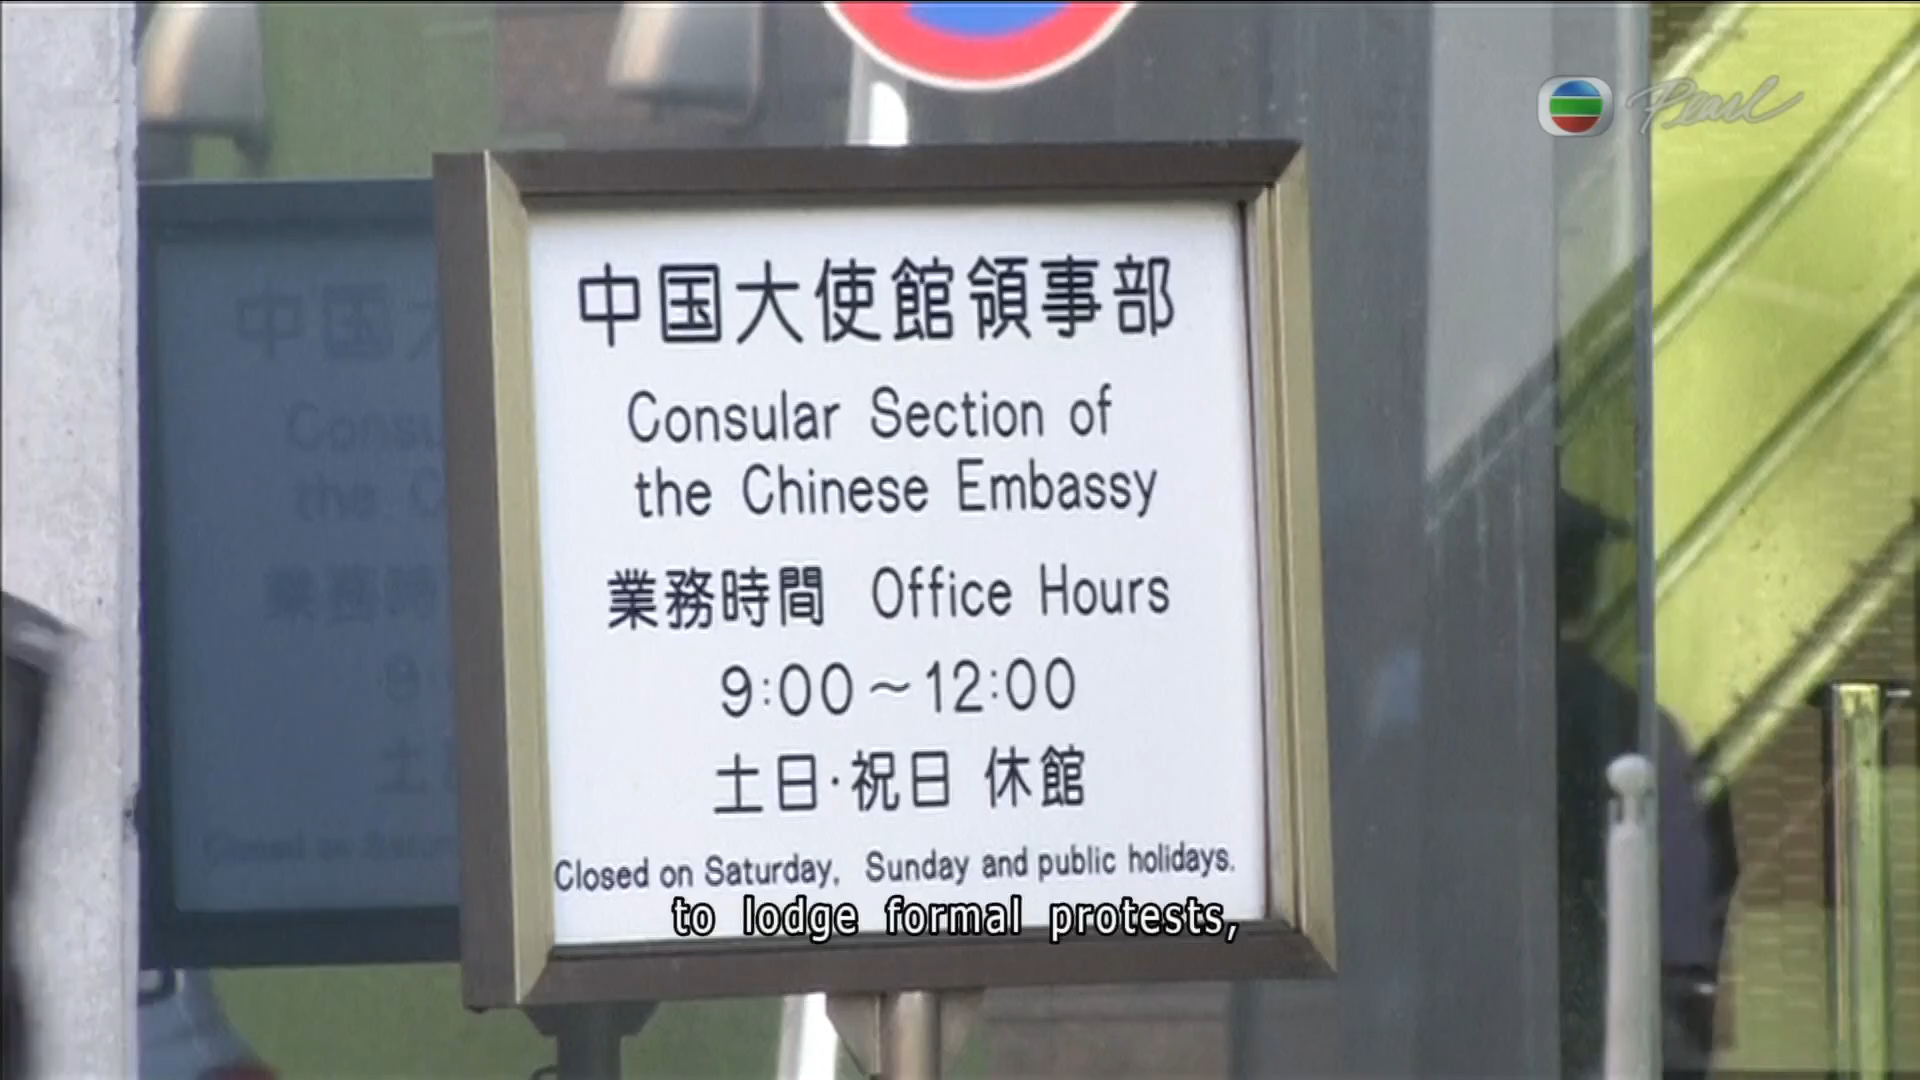 Pearl
中国大使館領事部
Consular Section of
the Chinese Embassy
業務時間 Office Hours
9:00～12:00
土日·祝日 休館
Closed on Saturday, Sunday and public holidays.
to lodge formal protests,